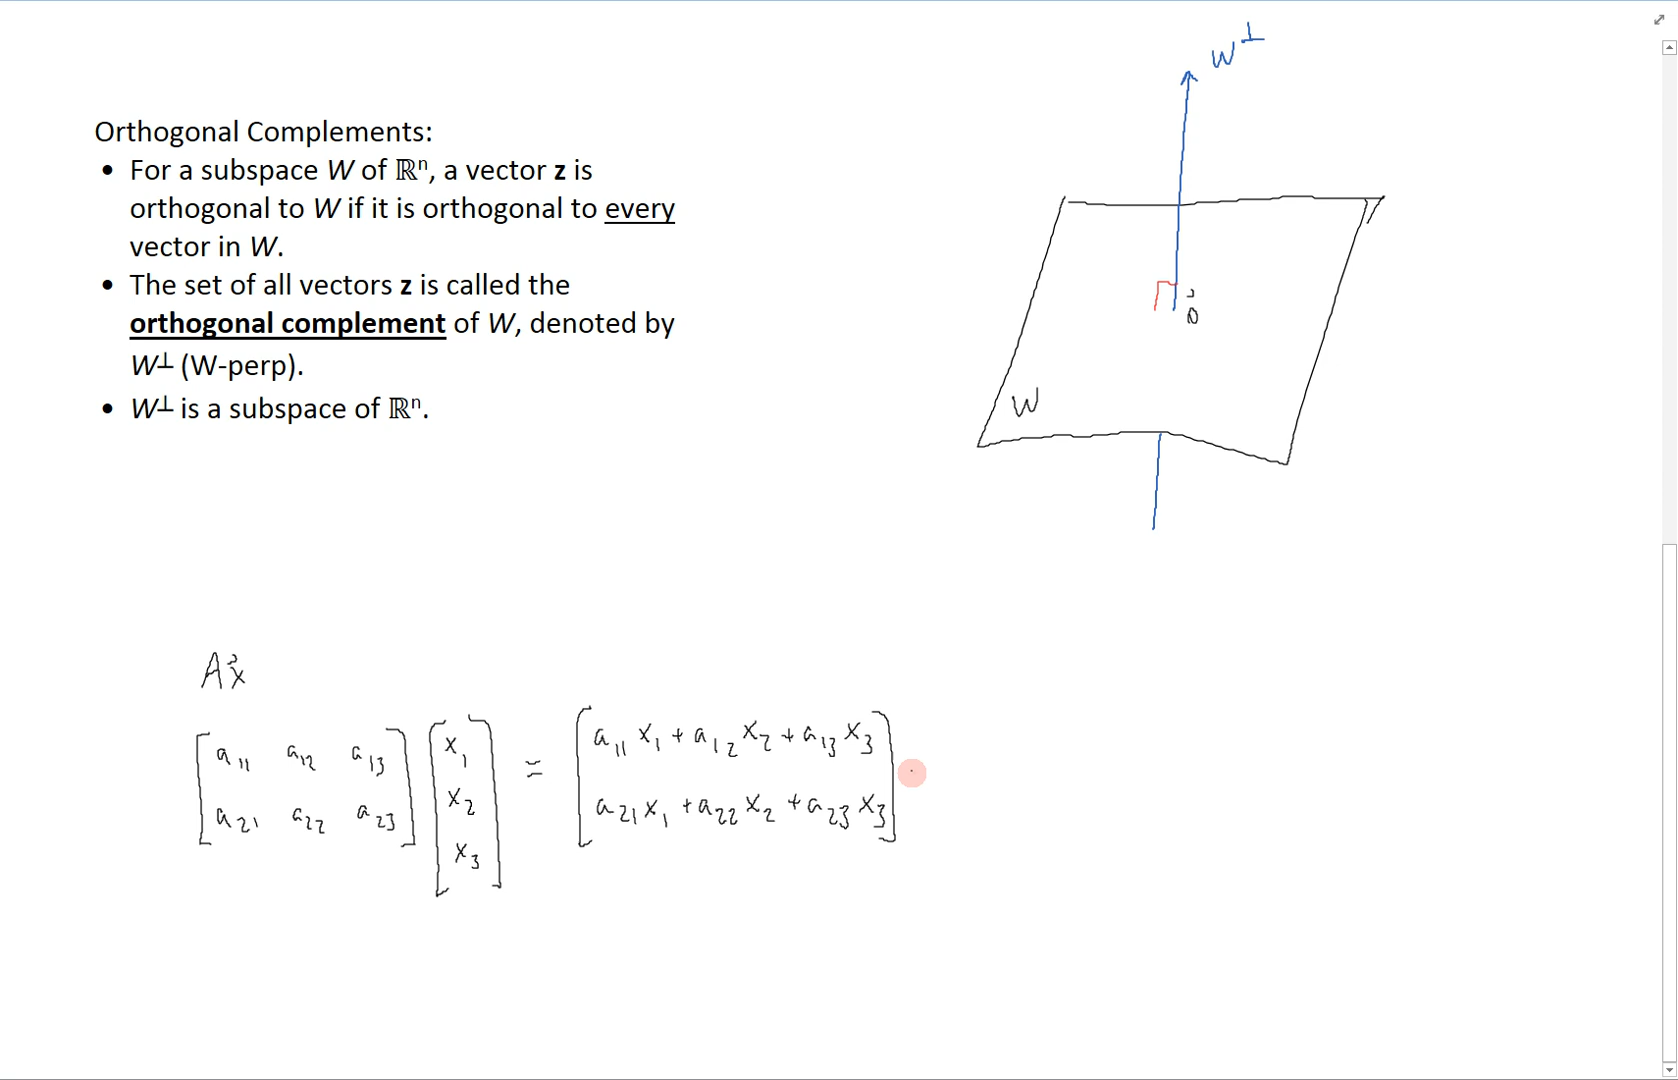 Orthogonal Complements:
• For a subspace W of ℝⁿ, a vector z is
orthogonal to W if it is orthogonal to every
vector in W.
• The set of all vectors z is called the
orthogonal complement of W, denoted by
W⊥ (W-perp).
• W⊥ is a subspace of ℝⁿ.
W⊥
0⃗
W
Ax⃗
[a₁₁ a₁₂ a₁₃] [x₁] = [a₁₁x₁ + a₁₂x₂ + a₁₃x₃]
[a₂₁ a₂₂ a₂₃] [x₂] [a₂₁x₁ + a₂₂x₂ + a₂₃x₃]
[x₃]